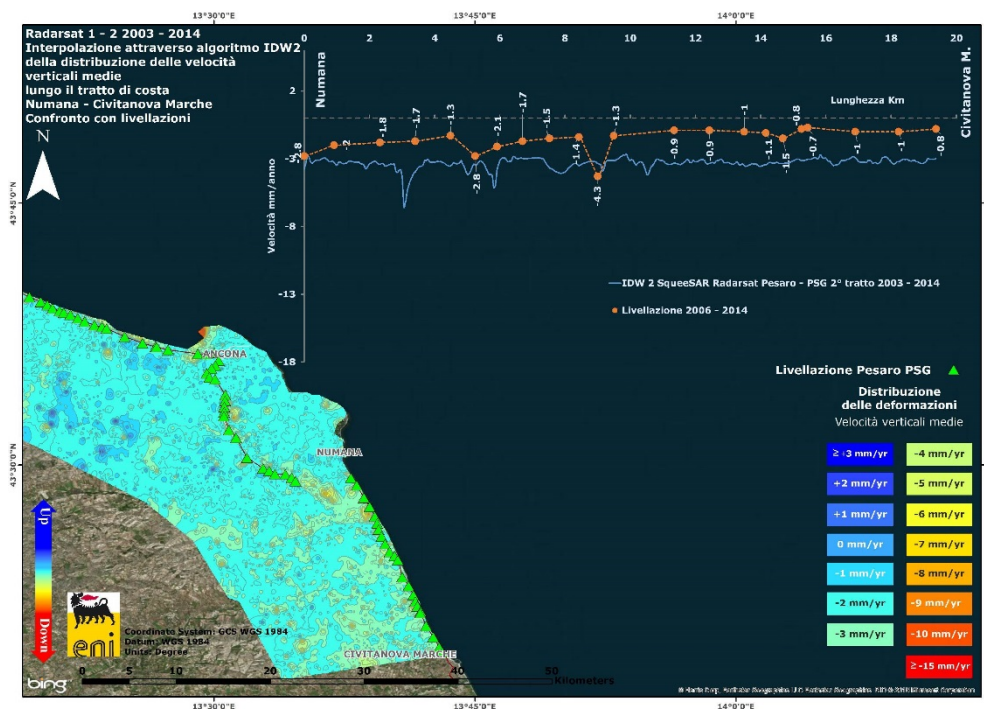 13°30'0"E
13°45'0"E
14°0'0"E
Radarsat 1 - 2 2003 - 2014
Interpolazione attraverso algoritmo IDW2
della distribuzione delle velocità
verticali medie
lungo il tratto di costa
Numana - Civitanova Marche
Confronto con livellazioni
N
0 2 4 6 8 10 12 14 16 18 20
Numana
Civitanova M.
Lunghezza Km
Velocità mm/anno
2
-3
-8
-13
-18
-2.8
-2
-1.8
-1.7
-1.3
-2.8
-2.1
-1.7
-1.5
-1.4
-4.3
-1.3
-0.9
-0.9
-1
-1.1
-1.5
-0.8
-0.7
-1
-1
-0.8
IDW 2 SqueeSAR Radarsat Pesaro - PSG 2° tratto 2003 - 2014
Livellazione 2006 - 2014
43°45'0"N
43°30'0"N
ANCONA
NUMANA
CIVITANOVA MARCHE
Livellazione Pesaro PSG
Distribuzione
delle deformazioni
Velocità verticali medie
≥ +3 mm/yr
-4 mm/yr
+2 mm/yr
-5 mm/yr
+1 mm/yr
-6 mm/yr
0 mm/yr
-7 mm/yr
-1 mm/yr
-8 mm/yr
-2 mm/yr
-9 mm/yr
-3 mm/yr
-10 mm/yr
≥ -15 mm/yr
Up
Down
eni
Coordinate System: GCS WGS 1984
Datum: WGS 1984
Units: Degree
0 10 20 30 40 50
Kilometers
bing
13°30'0"E
13°45'0"E
14°0'0"E